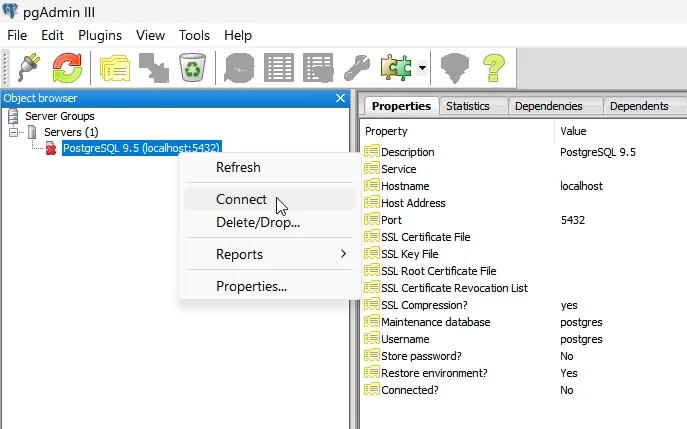 pgAdmin III
File Edit Plugins View Tools Help
Object browser
Server Groups
Servers (1)
PostgreSQL 9.5 (localhost:5432)
Refresh
Connect
Delete/Drop...
Reports
Properties...
Properties Statistics Dependencies Dependents
Property Value
Description PostgreSQL 9.5
Service
Hostname localhost
Host Address
Port 5432
SSL Certificate File
SSL Key File
SSL Root Certificate File
SSL Certificate Revocation List
SSL Compression? yes
Maintenance database postgres
Username postgres
Store password? No
Restore environment? Yes
Connected? No